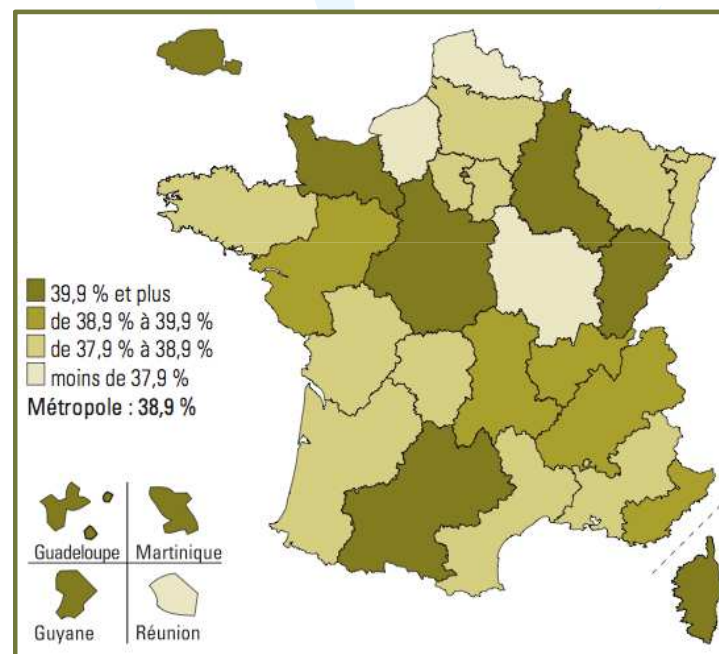 39,9 % et plus
de 38,9 % à 39,9 %
de 37,9 % à 38,9 %
moins de 37,9 %
Métropole : 38,9 %
Guadeloupe
Martinique
Guyane
Réunion